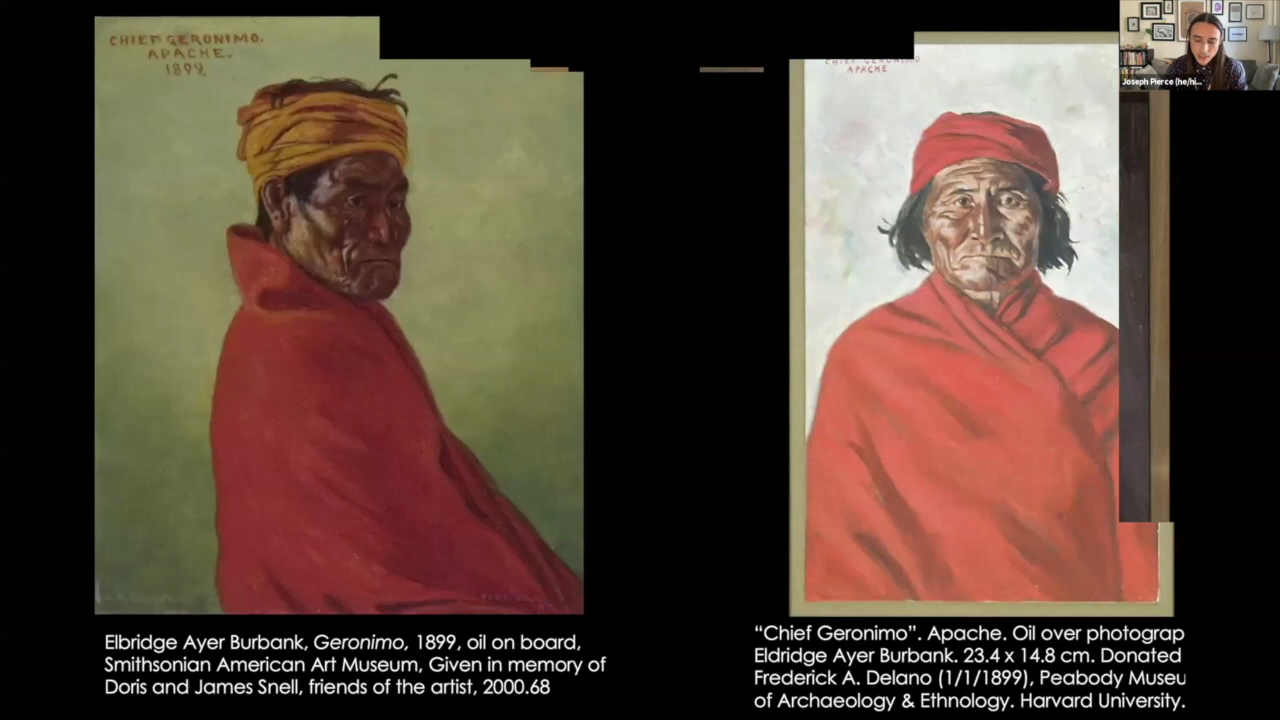 CHIEF GERONIMO.
APACHE.
1899.
CHIEF GERONIMO
APACHE
Joseph Pierce (he/hi...
Elbridge Ayer Burbank, Geronimo, 1899, oil on board,
Smithsonian American Art Museum, Given in memory of
Doris and James Snell, friends of the artist, 2000.68
“Chief Geronimo”. Apache. Oil over photograp
Eldridge Ayer Burbank. 23.4 x 14.8 cm. Donated
Frederick A. Delano (1/1/1899), Peabody Museu
of Archaeology & Ethnology. Harvard University.